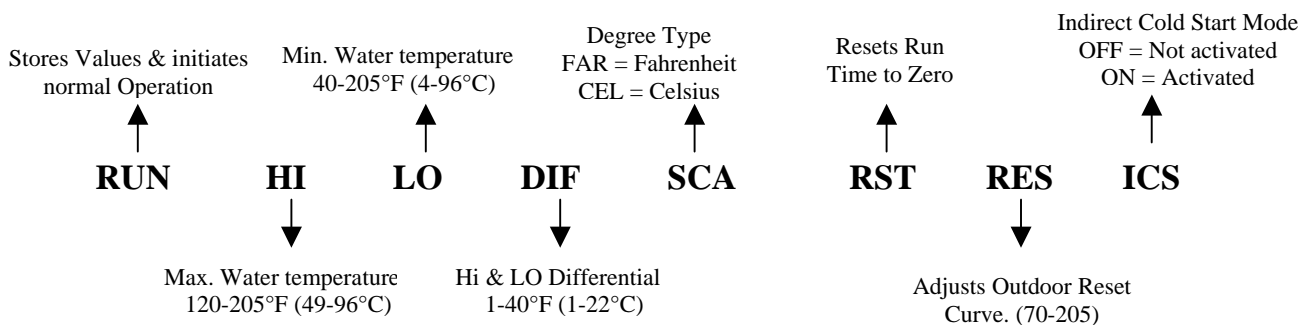 Stores Values & initiates
normal Operation
Min. Water temperature
40-205°F (4-96°C)
Degree Type
FAR = Fahrenheit
CEL = Celsius
Resets Run
Time to Zero
Indirect Cold Start Mode
OFF = Not activated
ON = Activated
RUN HI LO DIF SCA RST RES ICS
Max. Water temperature
120-205°F (49-96°C)
Hi & LO Differential
1-40°F (1-22°C)
Adjusts Outdoor Reset
Curve. (70-205)